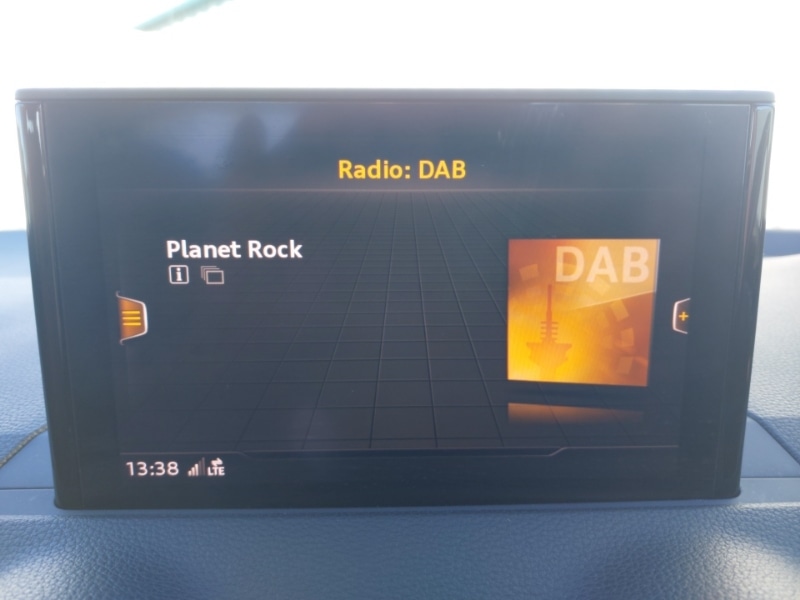 Radio: DAB
Planet Rock
DAB
13:38 LTE